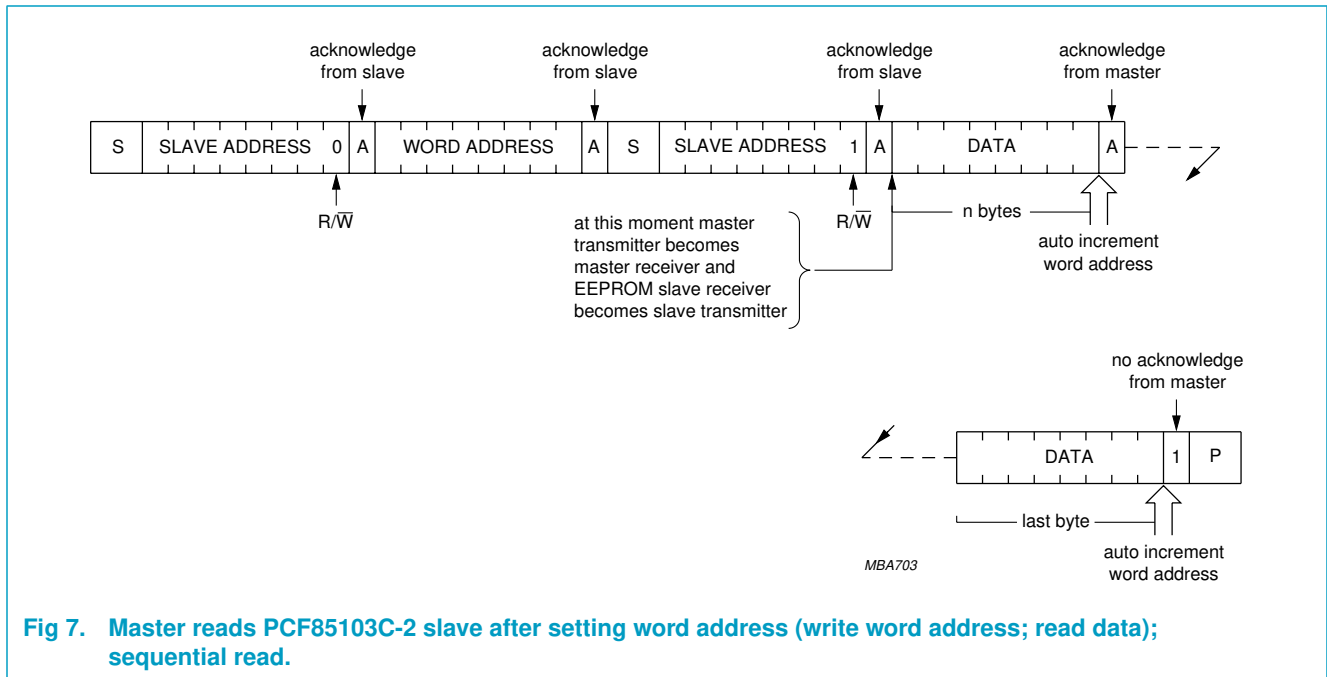 acknowledge
from slave
acknowledge
from slave
acknowledge
from slave
acknowledge
from master
S SLAVE ADDRESS 0 A WORD ADDRESS A S SLAVE ADDRESS 1 A DATA A
R/W̅
R/W̅
at this moment master
transmitter becomes
master receiver and
EEPROM slave receiver
becomes slave transmitter
n bytes
auto increment
word address
no acknowledge
from master
DATA 1 P
last byte
auto increment
word address
MBA703
Fig 7. Master reads PCF85103C-2 slave after setting word address (write word address; read data);
sequential read.